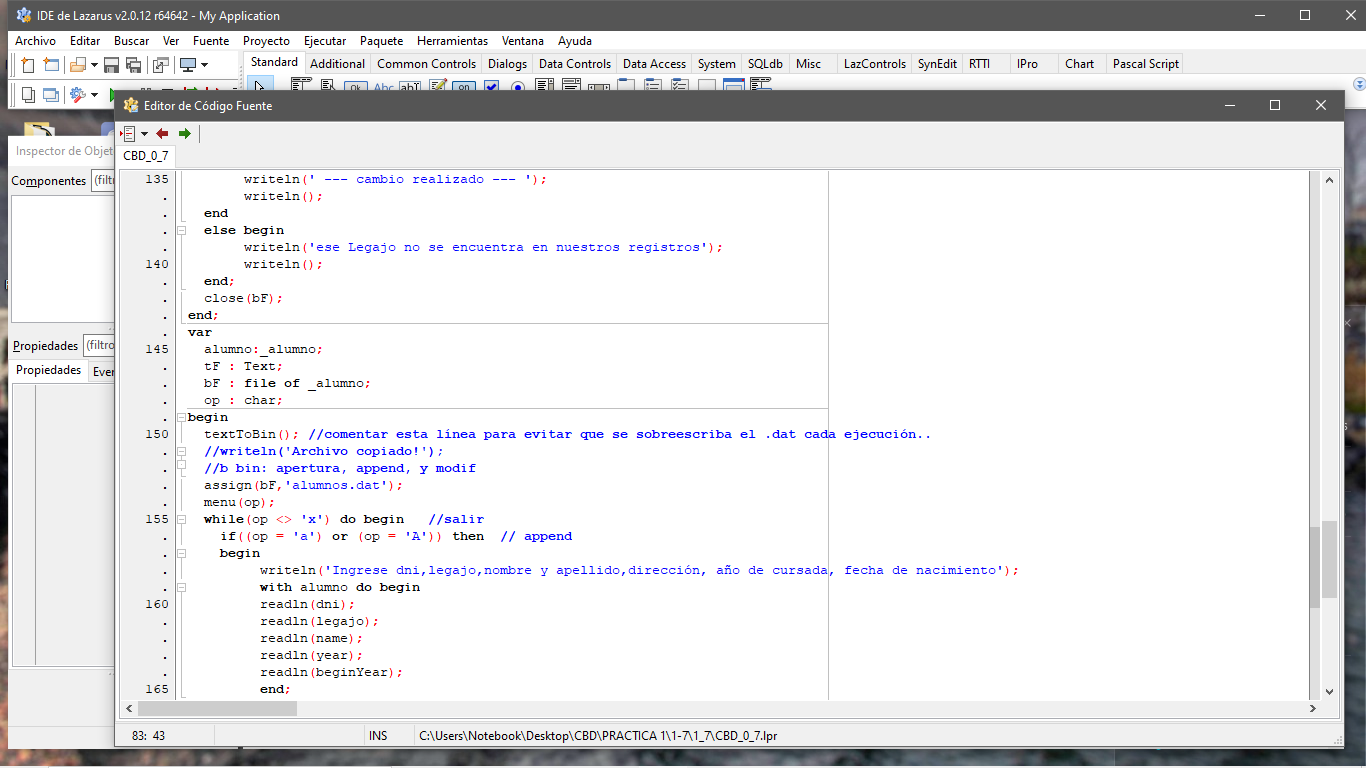 IDE de Lazarus v2.0.12 r64642 - My Application
Archivo Editar Buscar Ver Fuente Proyecto Ejecutar Paquete Herramientas Ventana Ayuda
Standard Additional Common Controls Dialogs Data Controls Data Access System SQLdb Misc LazControls SynEdit RTTI IPro Chart Pascal Script
Editor de Código Fuente
Inspector de Objet
CBD_0_7
Componentes (filtr
Propiedades (filtro
Propiedades Ever
135 writeln(' --- cambio realizado --- ');
. writeln();
. end
. else begin
. writeln('ese Legajo no se encuentra en nuestros registros');
140 writeln();
. end;
. close(bF);
. end;
. var
145 alumno:_alumno;
. tF : Text;
. bF : file of _alumno;
. op : char;
. begin
150 textToBin(); //comentar esta línea para evitar que se sobreescriba el .dat cada ejecución..
. //writeln('Archivo copiado!');
. //b bin: apertura, append, y modif
. assign(bF,'alumnos.dat');
. menu(op);
155 while(op <> 'x') do begin //salir
. if((op = 'a') or (op = 'A')) then // append
. begin
. writeln('Ingrese dni,legajo,nombre y apellido,dirección, año de cursada, fecha de nacimiento');
. with alumno do begin
160 readln(dni);
. readln(legajo);
. readln(name);
. readln(year);
. readln(beginYear);
165 end;
83: 43 INS C:\Users\Notebook\Desktop\CBD\PRACTICA 1\1-7\1_7\CBD_0_7.lpr